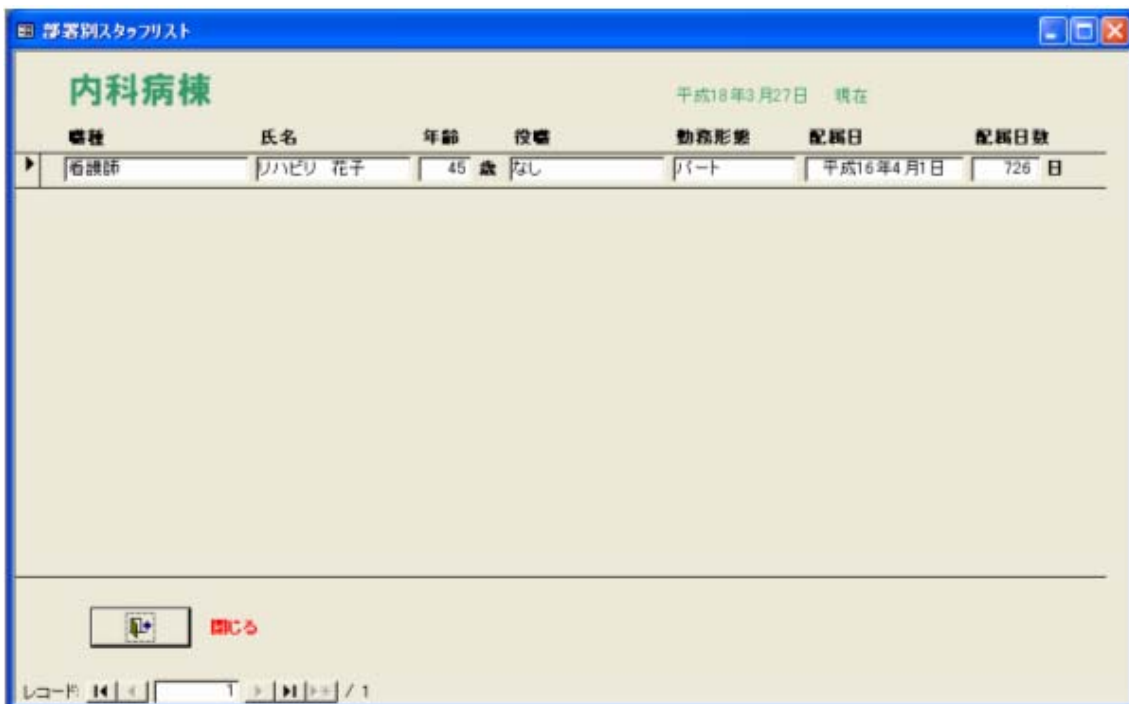 部署別スタッフリスト
内科病棟
平成18年3月27日 現在
職種 氏名 年齢 役職 勤務形態 配属日 配属日数
看護師 リハビリ 花子 45 歳 なし パート 平成16年4月1日 726 日
閉じる
レコード: 1 / 1